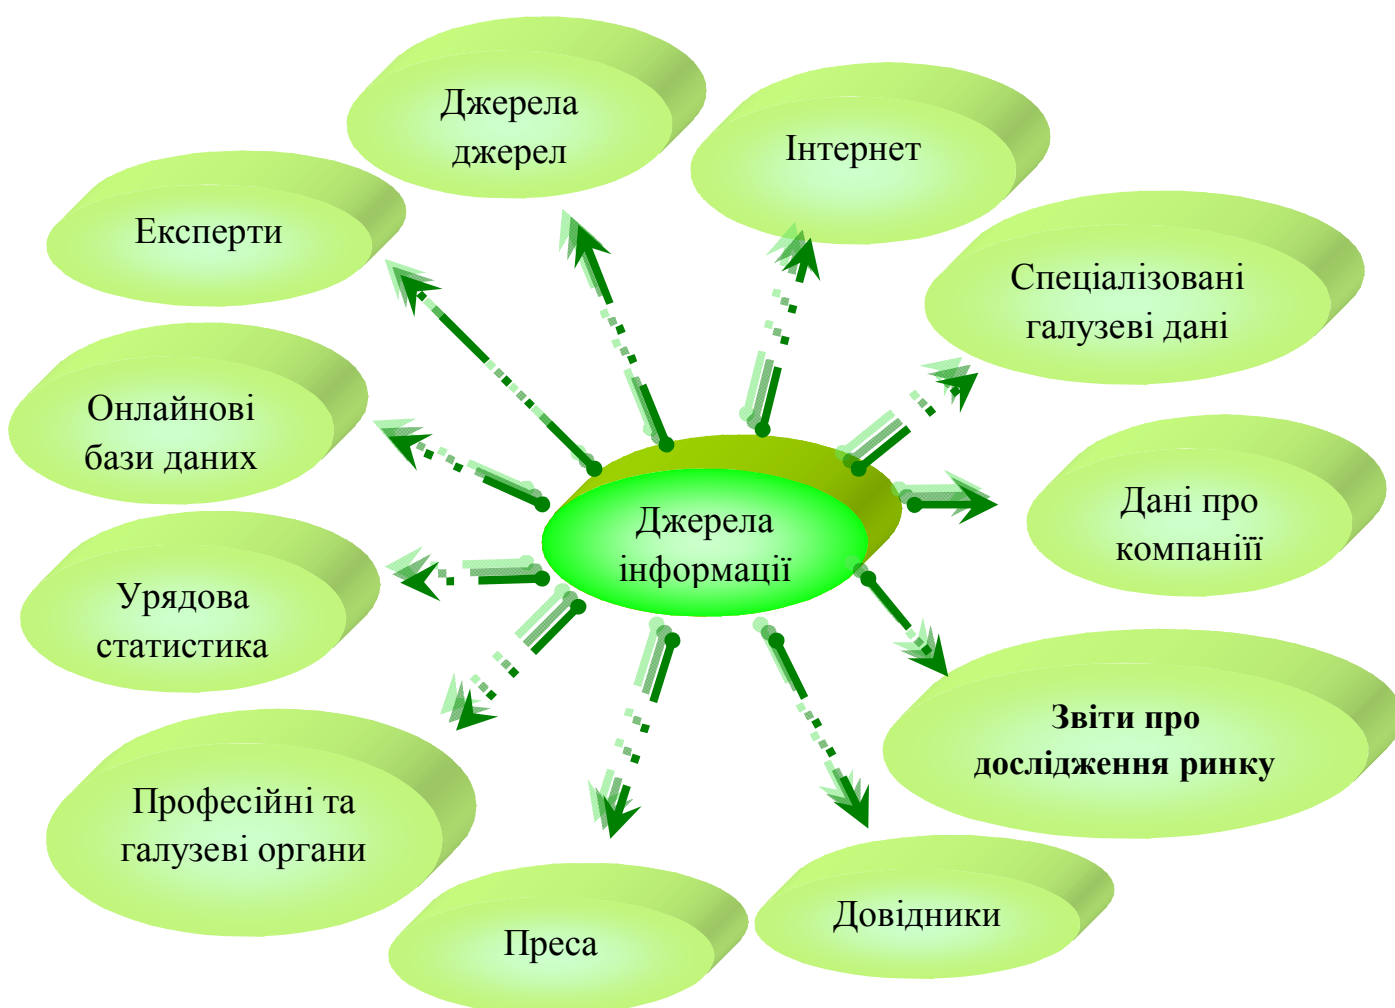 Джерела
джерел
Інтернет
Експерти
Спеціалізовані
галузеві дані
Онлайнові
бази даних
Дані про
компаніїї
Джерела
інформації
Урядова
статистика
Звіти про
дослідження ринку
Професійні та
галузеві органи
Довідники
Преса